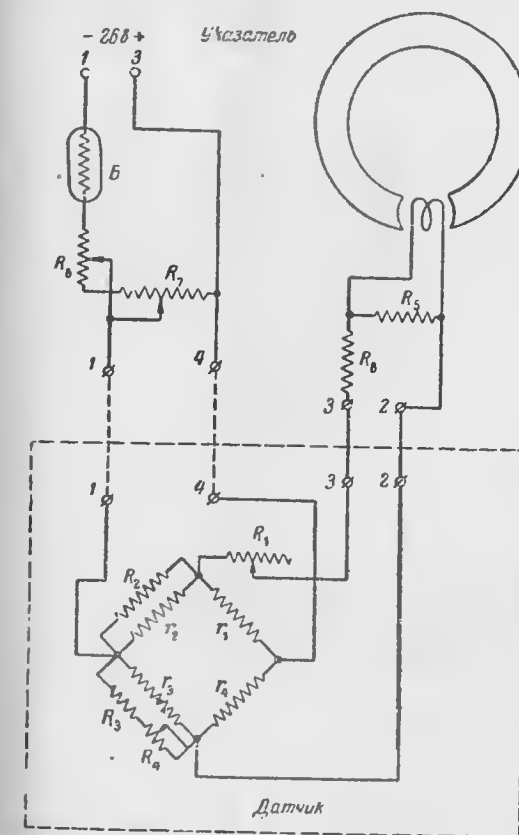 - 26В + Указатель
1 3
Б
R₆
R₇
R₅
1 4
R₈
3 2
1 4 3 2
R₁
R₂
r₂ r₁
r₃ r₄
R₃
R₄
Датчик